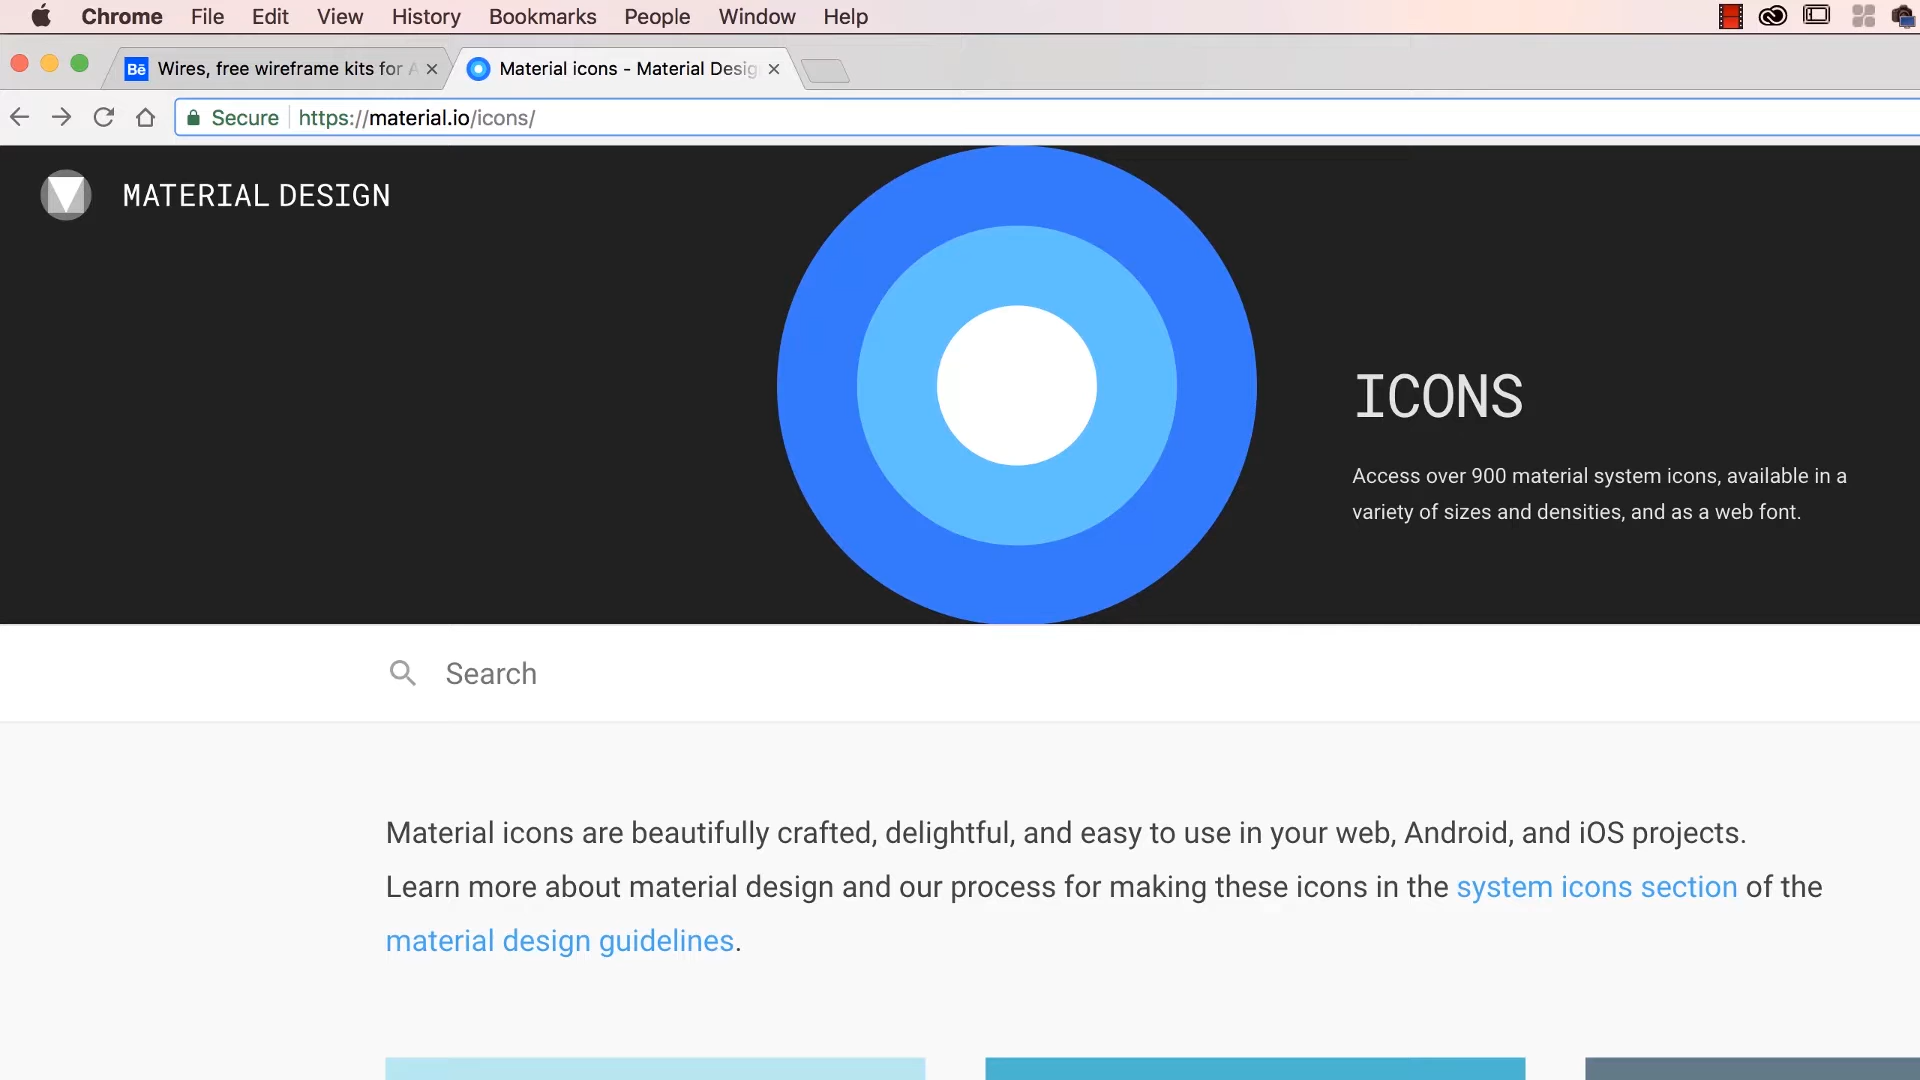 Chrome File Edit View History Bookmarks People Window Help
Bē Wires, free wireframe kits for A Material icons - Material Desig
Secure https://material.io/icons/
MATERIAL DESIGN
ICONS
Access over 900 material system icons, available in a
variety of sizes and densities, and as a web font.
Search
Material icons are beautifully crafted, delightful, and easy to use in your web, Android, and iOS projects.
Learn more about material design and our process for making these icons in the system icons section of the
material design guidelines.